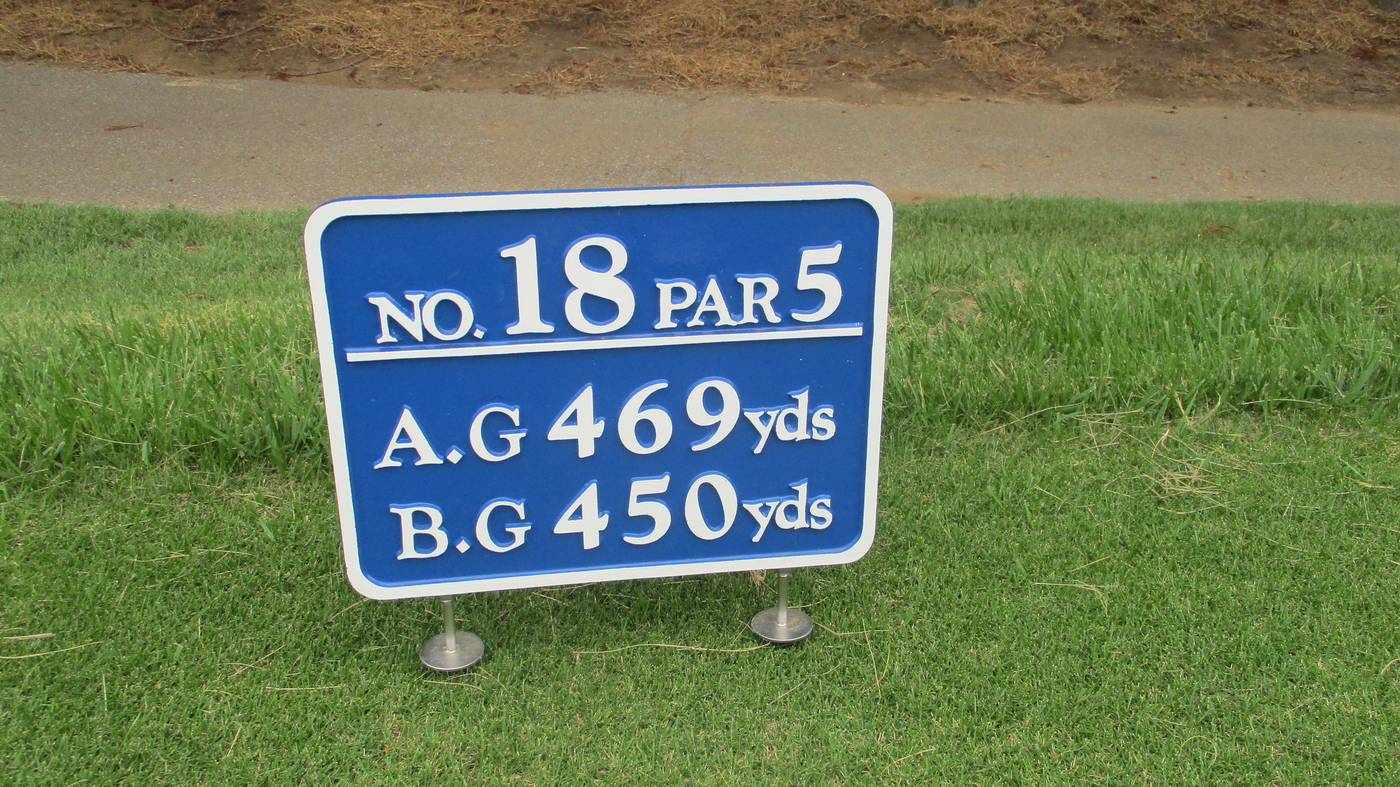 NO. 18 PAR 5
A.G 469yds
B.G 450yds